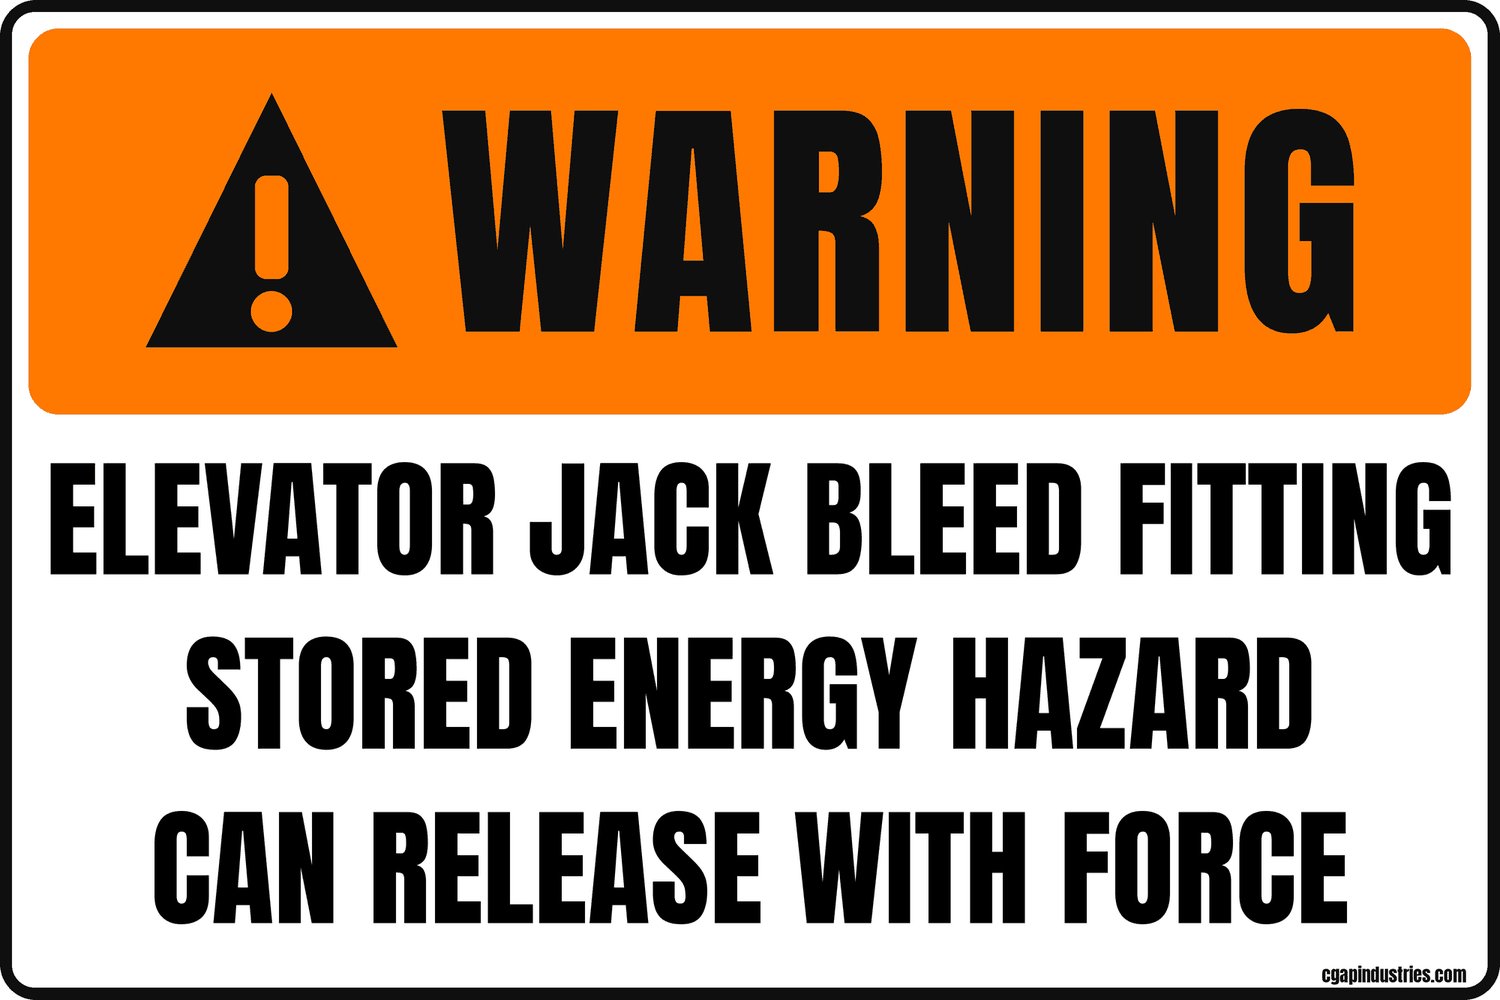 WARNING
ELEVATOR JACK BLEED FITTING
STORED ENERGY HAZARD
CAN RELEASE WITH FORCE
cgapindustries.com